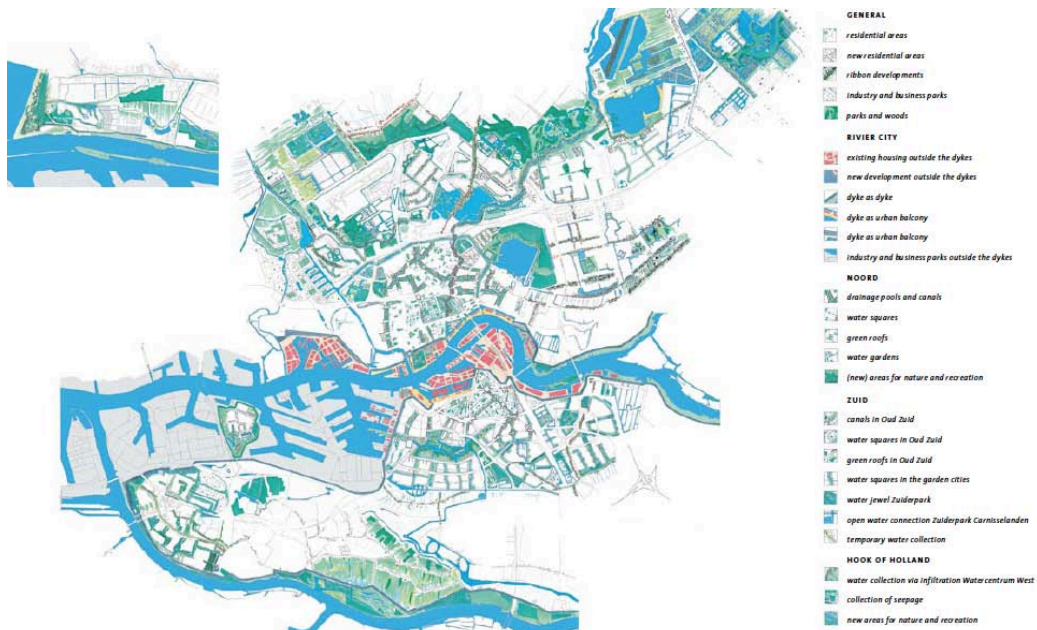 GENERAL
residential areas
new residential areas
ribbon developments
industry and business parks
parks and woods
RIVIER CITY
existing housing outside the dykes
new development outside the dykes
dyke as dyke
dyke as urban balcony
dyke as urban balcony
industry and business parks outside the dykes
NOORD
drainage pools and canals
water squares
green roofs
water gardens
(new) areas for nature and recreation
ZUID
canals in Oud Zuid
water squares in Oud Zuid
green roofs in Oud Zuid
water squares in the garden cities
water jewel Zuiderpark
open water connection Zuiderpark Carnisselanden
temporary water collection
HOOK OF HOLLAND
water collection via infiltration Watercentrum West
collection of seepage
new areas for nature and recreation